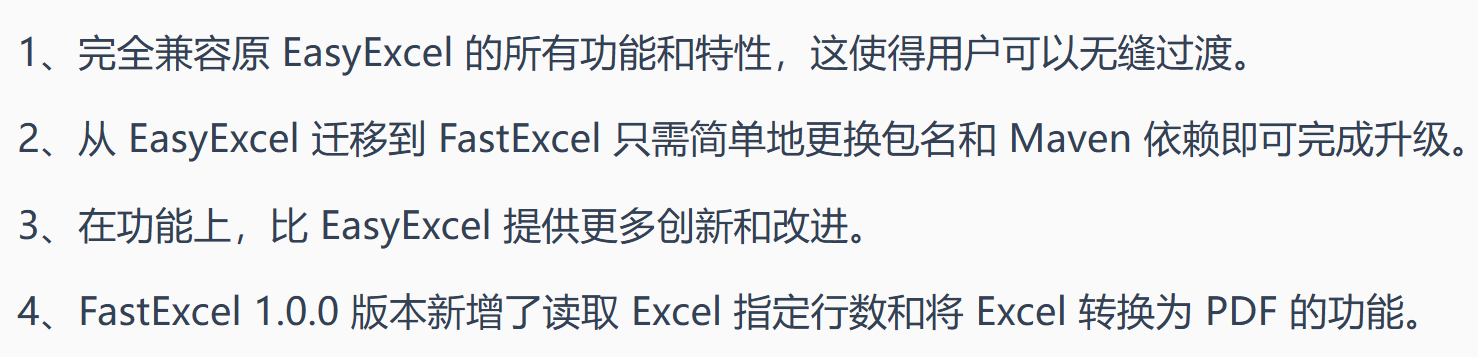 1、完全兼容原 EasyExcel 的所有功能和特性，这使得用户可以无缝过渡。
2、从 EasyExcel 迁移到 FastExcel 只需简单地更换包名和 Maven 依赖即可完成升级。
3、在功能上，比 EasyExcel 提供更多创新和改进。
4、FastExcel 1.0.0 版本新增了读取 Excel 指定行数和将 Excel 转换为 PDF 的功能。